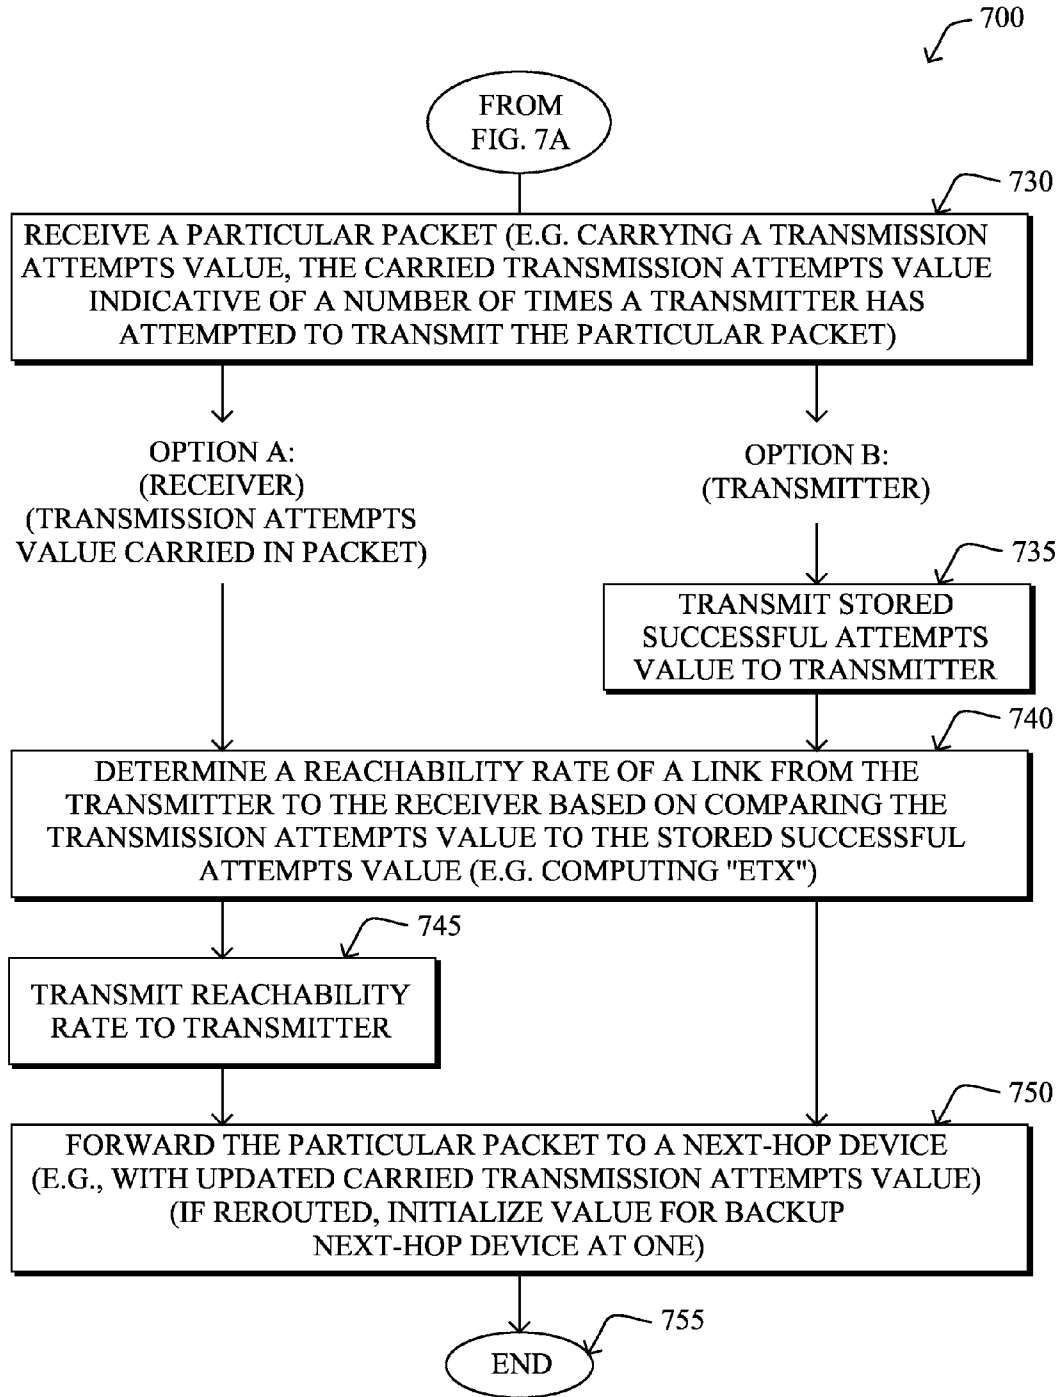 700
FROM
FIG. 7A
730
RECEIVE A PARTICULAR PACKET (E.G. CARRYING A TRANSMISSION
ATTEMPTS VALUE, THE CARRIED TRANSMISSION ATTEMPTS VALUE
INDICATIVE OF A NUMBER OF TIMES A TRANSMITTER HAS
ATTEMPTED TO TRANSMIT THE PARTICULAR PACKET)
OPTION A:
(RECEIVER)
(TRANSMISSION ATTEMPTS
VALUE CARRIED IN PACKET)
OPTION B:
(TRANSMITTER)
735
TRANSMIT STORED
SUCCESSFUL ATTEMPTS
VALUE TO TRANSMITTER
740
DETERMINE A REACHABILITY RATE OF A LINK FROM THE
TRANSMITTER TO THE RECEIVER BASED ON COMPARING THE
TRANSMISSION ATTEMPTS VALUE TO THE STORED SUCCESSFUL
ATTEMPTS VALUE (E.G. COMPUTING "ETX")
745
TRANSMIT REACHABILITY
RATE TO TRANSMITTER
750
FORWARD THE PARTICULAR PACKET TO A NEXT-HOP DEVICE
(E.G., WITH UPDATED CARRIED TRANSMISSION ATTEMPTS VALUE)
(IF REROUTED, INITIALIZE VALUE FOR BACKUP
NEXT-HOP DEVICE AT ONE)
755
END